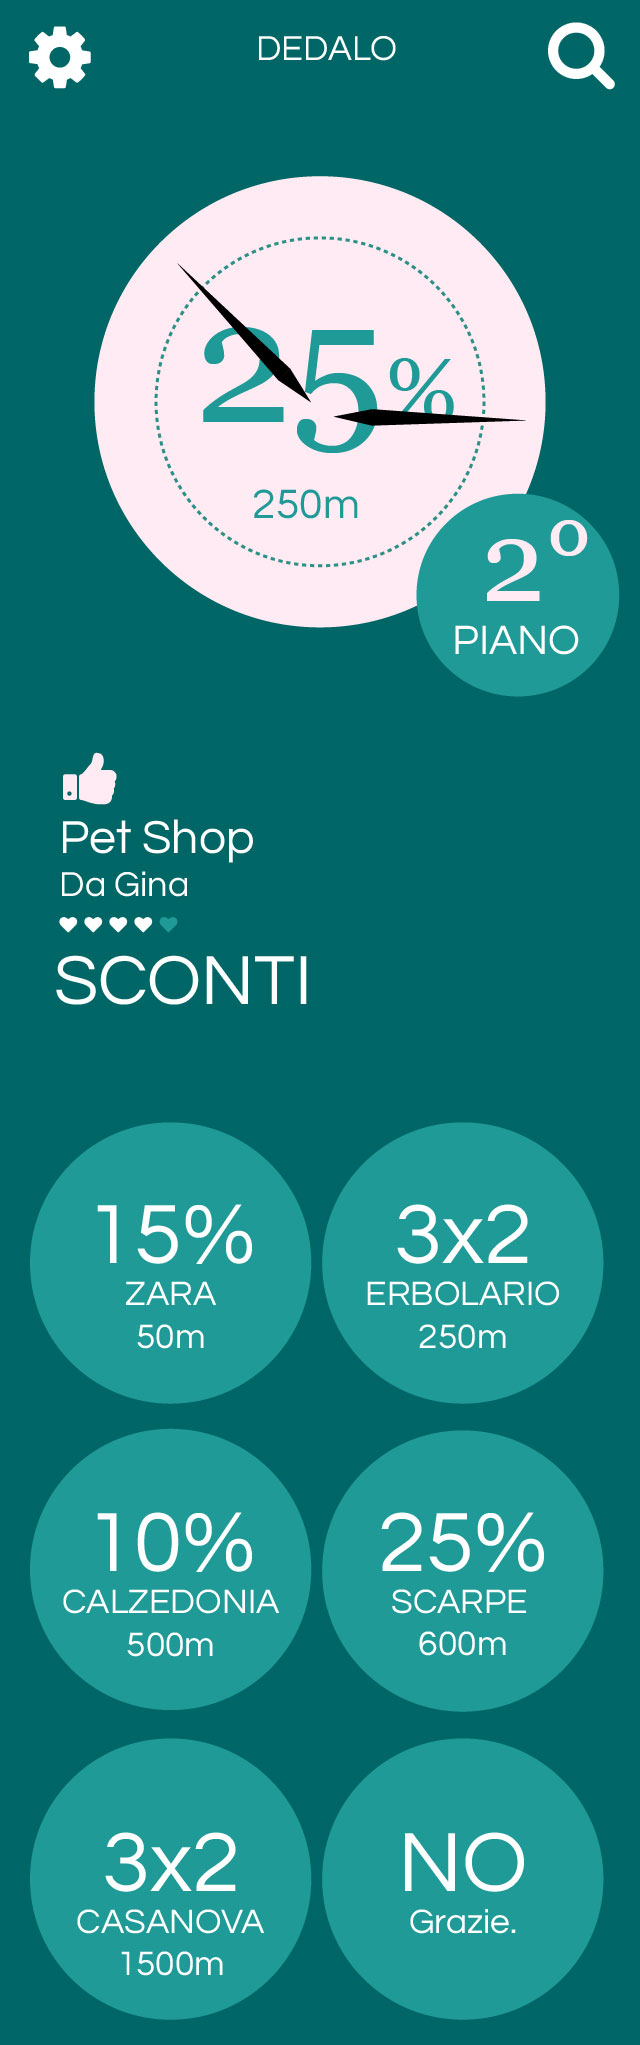 DEDALO
25%
250m
2º
PIANO
Pet Shop
Da Gina
SCONTI
15%
ZARA
50m
3x2
ERBOLARIO
250m
10%
CALZEDONIA
500m
25%
SCARPE
600m
3x2
CASANOVA
1500m
NO
Grazie.